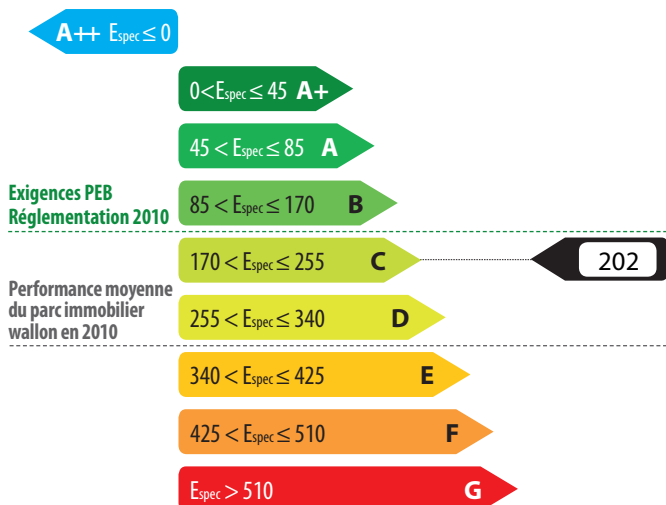 A++ Espec ≤ 0
0<Espec ≤ 45 A+
45 < Espec ≤ 85 A
Exigences PEB
Réglementation 2010
85 < Espec ≤ 170 B
170 < Espec ≤ 255 C
202
Performance moyenne
du parc immobilier
wallon en 2010
255 < Espec ≤ 340 D
340 < Espec ≤ 425 E
425 < Espec ≤ 510 F
Espec > 510 G